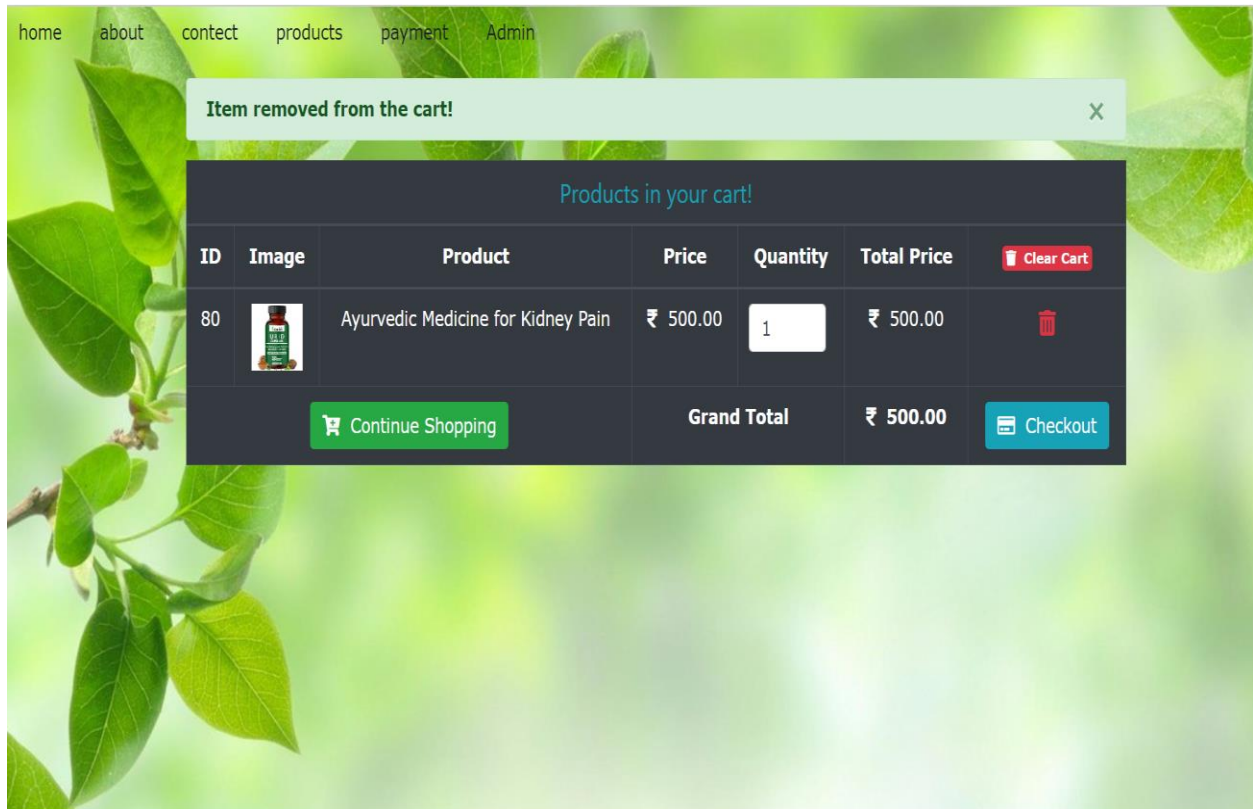 home about contect products payment Admin
Item removed from the cart! X
Products in your cart!
ID Image Product Price Quantity Total Price Clear Cart
80 Ayurvedic Medicine for Kidney Pain ₹ 500.00 1 ₹ 500.00
Continue Shopping Grand Total ₹ 500.00 Checkout